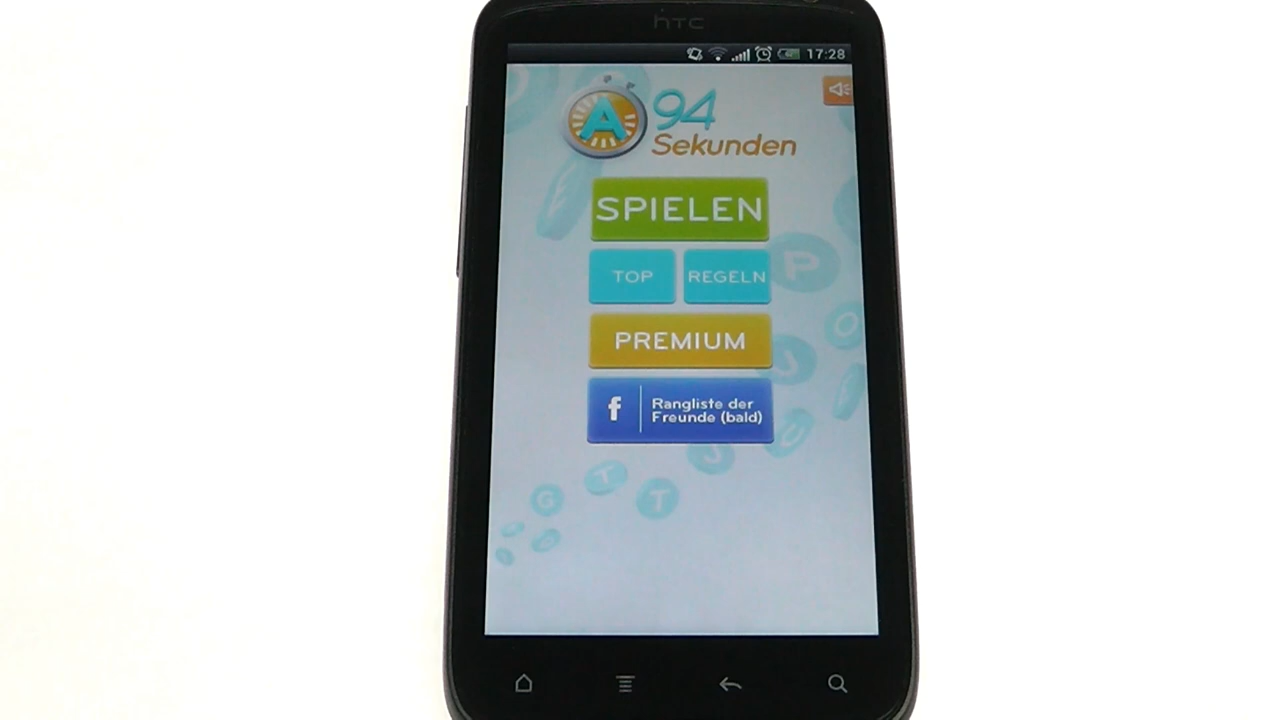 hTC
17:28
A
94
Sekunden
SPIELEN
TOP
REGELN
PREMIUM
f
Rangliste der
Freunde (bald)
P
O
J
U
J
T
T
G